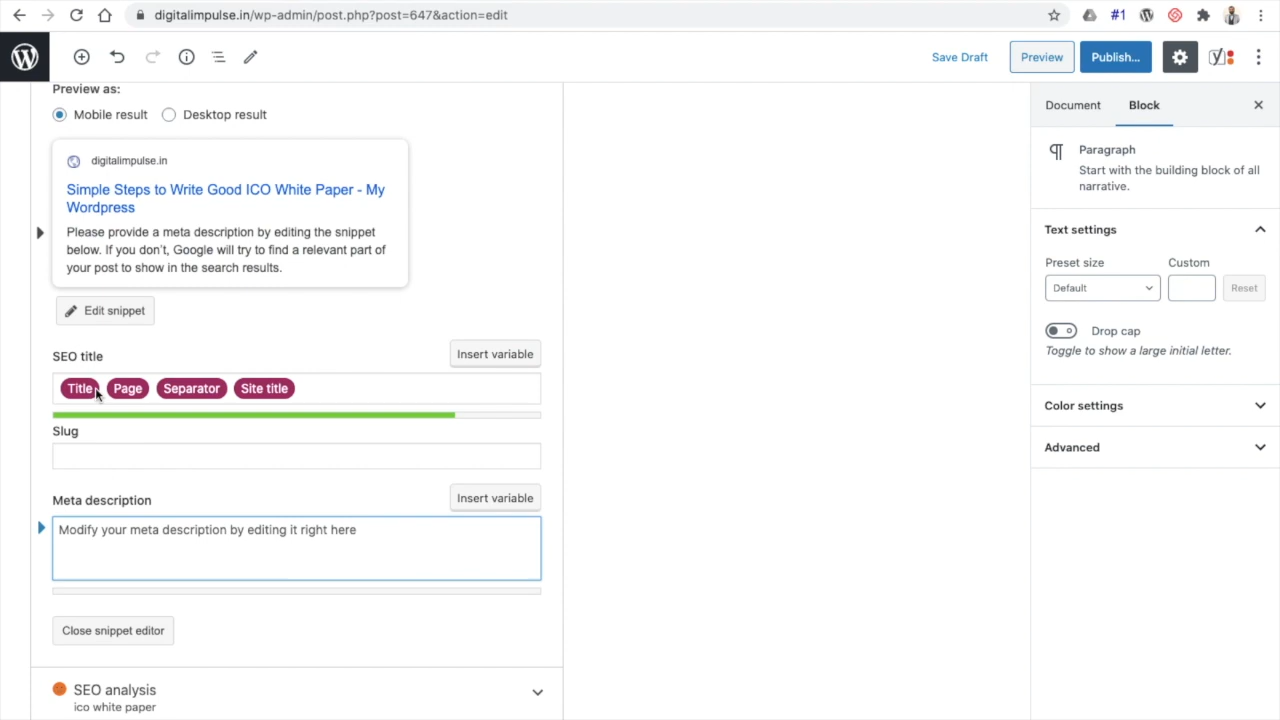 digitalimpulse.in/wp-admin/post.php?post=647&action=edit
#1
Save Draft
Preview
Publish...
Preview as:
Mobile result
Desktop result
digitalimpulse.in
Simple Steps to Write Good ICO White Paper - My
Wordpress
Please provide a meta description by editing the snippet
below. If you don't, Google will try to find a relevant part of
your post to show in the search results.
Edit snippet
SEO title
Insert variable
Title
Page
Separator
Site title
Slug
Meta description
Insert variable
Modify your meta description by editing it right here
Close snippet editor
SEO analysis
ico white paper
Document
Block
Paragraph
Start with the building block of all
narrative.
Text settings
Preset size
Custom
Default
Reset
Drop cap
Toggle to show a large initial letter.
Color settings
Advanced